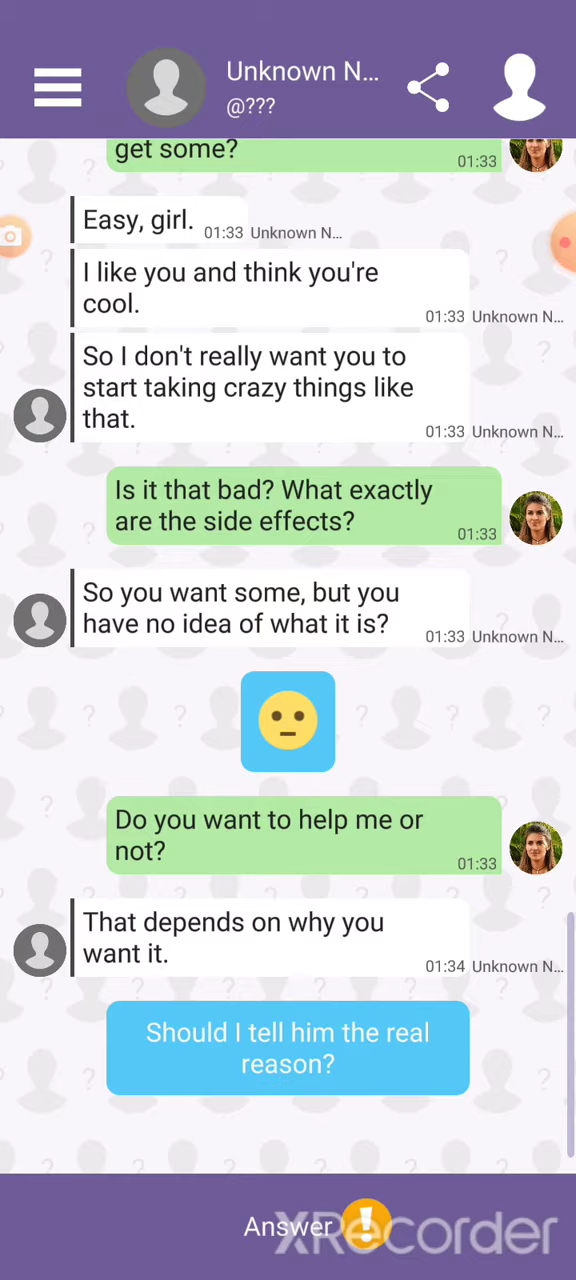 Unknown N...
@???
get some?
01:33
Easy, girl.
01:33 Unknown N...
I like you and think you're
cool.
01:33 Unknown N...
So I don't really want you to
start taking crazy things like
that.
01:33 Unknown N...
Is it that bad? What exactly
are the side effects?
01:33
So you want some, but you
have no idea of what it is?
01:33 Unknown N...
Do you want to help me or
not?
01:33
That depends on why you
want it.
01:34 Unknown N...
Should I tell him the real
reason?
Answer
XRecorder